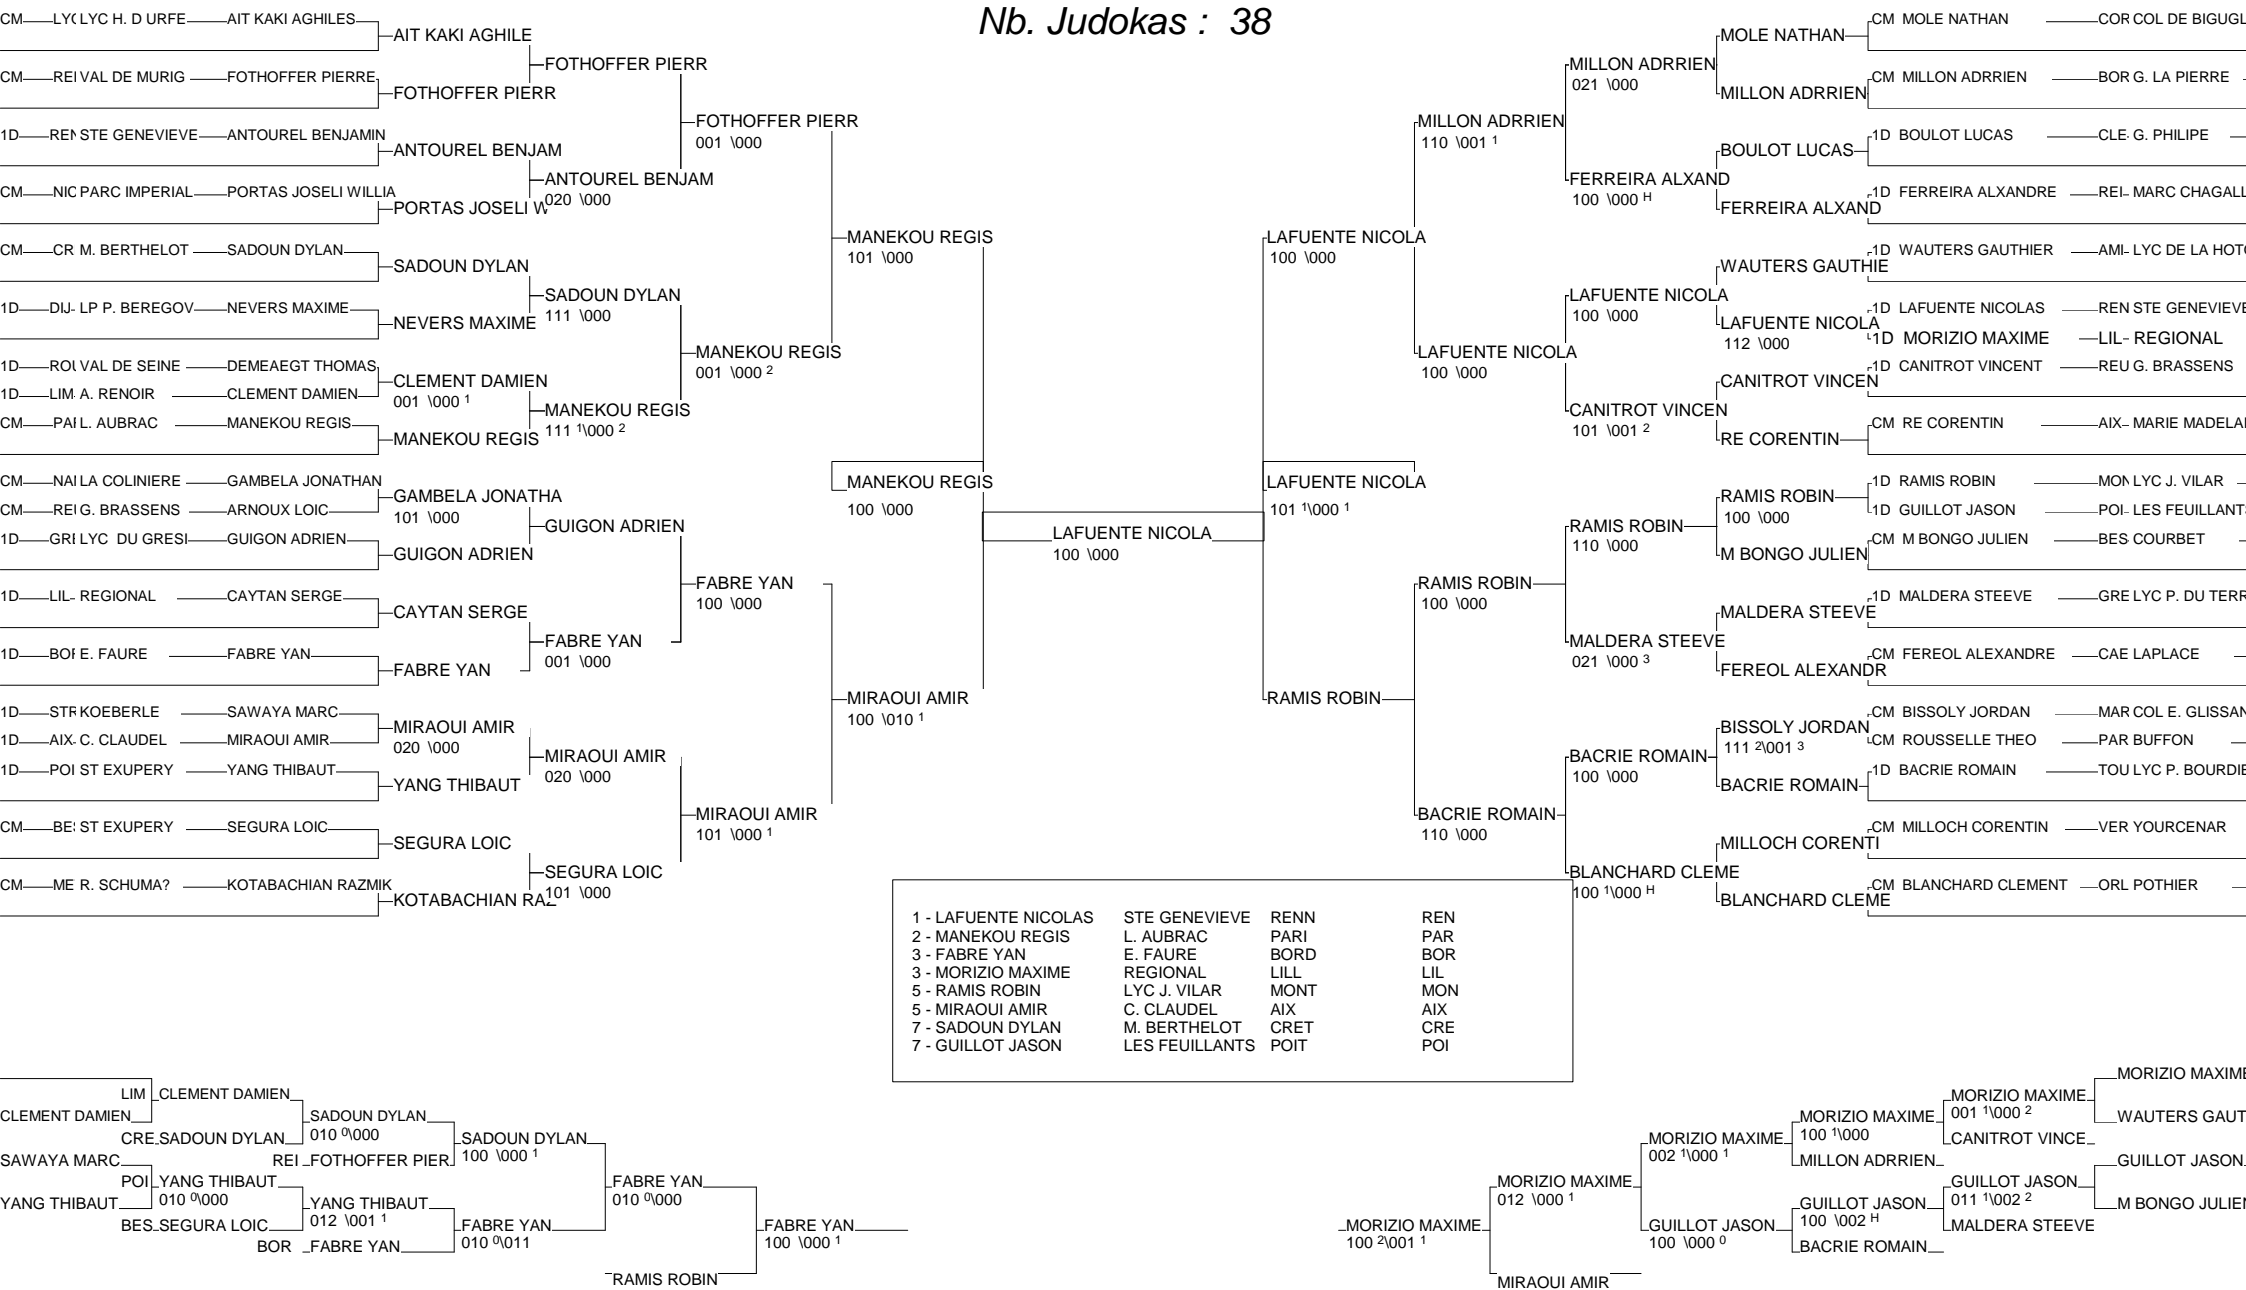 Nb. Judokas : 38
CM LYC LYC H. D URFE AIT KAKI AGHILES
AIT KAKI AGHILE
FOTHOFFER PIERR
CM REI VAL DE MURIG FOTHOFFER PIERRE
FOTHOFFER PIERR
FOTHOFFER PIERR
001 \000
1D REN STE GENEVIEVE ANTOUREL BENJAMIN
ANTOUREL BENJAM
ANTOUREL BENJAM
020 \000
CM NIC PARC IMPERIAL PORTAS JOSELI WILLIA
PORTAS JOSELI W
MANEKOU REGIS
101 \000
CM CR M. BERTHELOT SADOUN DYLAN
SADOUN DYLAN
SADOUN DYLAN
111 \000
1D DIJ- LP P. BEREGOV NEVERS MAXIME
NEVERS MAXIME
MANEKOU REGIS
001 \000 2
1D ROU VAL DE SEINE DEMEAEGT THOMAS
CLEMENT DAMIEN
001 \000 1
1D LIM A. RENOIR CLEMENT DAMIEN
MANEKOU REGIS
111 1\000 2
CM PAI L. AUBRAC MANEKOU REGIS
MANEKOU REGIS
MANEKOU REGIS
100 \000
CM NAI LA COLINIERE GAMBELA JONATHAN
GAMBELA JONATHA
101 \000
CM REI G. BRASSENS ARNOUX LOIC
GUIGON ADRIEN
1D GRE LYC DU GRESI GUIGON ADRIEN
GUIGON ADRIEN
FABRE YAN
100 \000
1D LIL- REGIONAL CAYTAN SERGE
CAYTAN SERGE
FABRE YAN
001 \000
1D BOF E. FAURE FABRE YAN
FABRE YAN
MIRAOUI AMIR
100 \010 1
1D STR KOEBERLE SAWAYA MARC
MIRAOUI AMIR
020 \000
1D AIX- C. CLAUDEL MIRAOUI AMIR
MIRAOUI AMIR
020 \000
1D POI ST EXUPERY YANG THIBAUT
YANG THIBAUT
MIRAOUI AMIR
101 \000 1
CM BES ST EXUPERY SEGURA LOIC
SEGURA LOIC
SEGURA LOIC
101 \000
CM ME R. SCHUMA? KOTABACHIAN RAZMIK
KOTABACHIAN RAZ
LAFUENTE NICOLA
100 \000
MOLE NATHAN
CM MOLE NATHAN COR COL DE BIGUGL
MILLON ADRRIEN
021 \000
MILLON ADRRIEN
CM MILLON ADRRIEN BOR G. LA PIERRE
MILLON ADRRIEN
110 \001 1
BOULOT LUCAS
1D BOULOT LUCAS CLE- G. PHILIPE
FERREIRA ALXAND
100 \000 H
FERREIRA ALXAND
1D FERREIRA ALXANDRE REI- MARC CHAGALL
LAFUENTE NICOLA
100 \000
WAUTERS GAUTHIE
1D WAUTERS GAUTHIER AMI- LYC DE LA HOTO
LAFUENTE NICOLA
100 \000
LAFUENTE NICOLA
112 \000
1D LAFUENTE NICOLAS REN STE GENEVIEVE
1D MORIZIO MAXIME LIL- REGIONAL
LAFUENTE NICOLA
100 \000
CANITROT VINCEN
1D CANITROT VINCENT REU G. BRASSENS
CANITROT VINCEN
101 \001 2
RE CORENTIN
CM RE CORENTIN AIX- MARIE MADELAI
LAFUENTE NICOLA
101 1\000 1
RAMIS ROBIN
100 \000
1D RAMIS ROBIN MON LYC J. VILAR
1D GUILLOT JASON POI- LES FEUILLANTS
RAMIS ROBIN
110 \000
M BONGO JULIEN
CM M BONGO JULIEN BES COURBET
RAMIS ROBIN
100 \000
MALDERA STEEVE
1D MALDERA STEEVE GRE LYC P. DU TERR
MALDERA STEEVE
021 \000 3
FEREOL ALEXANDR
CM FEREOL ALEXANDRE CAE LAPLACE
RAMIS ROBIN
BISSOLY JORDAN
111 2\001 3
CM BISSOLY JORDAN MAR COL E. GLISSAN
CM ROUSSELLE THEO PAR BUFFON
BACRIE ROMAIN
100 \000
BACRIE ROMAIN
1D BACRIE ROMAIN TOU LYC P. BOURDIE
BACRIE ROMAIN
110 \000
MILLOCH CORENTI
CM MILLOCH CORENTIN VER YOURCENAR
BLANCHARD CLEME
100 1\000 H
BLANCHARD CLEME
CM BLANCHARD CLEMENT ORL POTHIER
1 - LAFUENTE NICOLAS STE GENEVIEVE RENN REN
2 - MANEKOU REGIS L. AUBRAC PARI PAR
3 - FABRE YAN E. FAURE BORD BOR
3 - MORIZIO MAXIME REGIONAL LILL LIL
5 - RAMIS ROBIN LYC J. VILAR MONT MON
5 - MIRAOUI AMIR C. CLAUDEL AIX AIX
7 - SADOUN DYLAN M. BERTHELOT CRET CRE
7 - GUILLOT JASON LES FEUILLANTS POIT POI
LIM CLEMENT DAMIEN
CLEMENT DAMIEN
SADOUN DYLAN
010 0\000
CRE SADOUN DYLAN
SADOUN DYLAN
100 \000 1
SAWAYA MARC
REI FOTHOFFER PIER
POI YANG THIBAUT
010 0\000
FABRE YAN
010 0\000
YANG THIBAUT
YANG THIBAUT
012 \001 1
BES SEGURA LOIC
FABRE YAN
010 0\011
FABRE YAN
100 \000 1
BOR FABRE YAN
RAMIS ROBIN
MORIZIO MAXIME
MORIZIO MAXIME
001 1\000 2
MORIZIO MAXIME
100 1\000
WAUTERS GAUT
MORIZIO MAXIME
002 1\000 1
CANITROT VINCE
MILLON ADRRIEN
GUILLOT JASON
MORIZIO MAXIME
012 \000 1
GUILLOT JASON
011 1\002 2
GUILLOT JASON
100 \002 H
M BONGO JULIEN
MORIZIO MAXIME
100 2\001 1
GUILLOT JASON
100 \000 0
MALDERA STEEVE
BACRIE ROMAIN
MIRAOUI AMIR